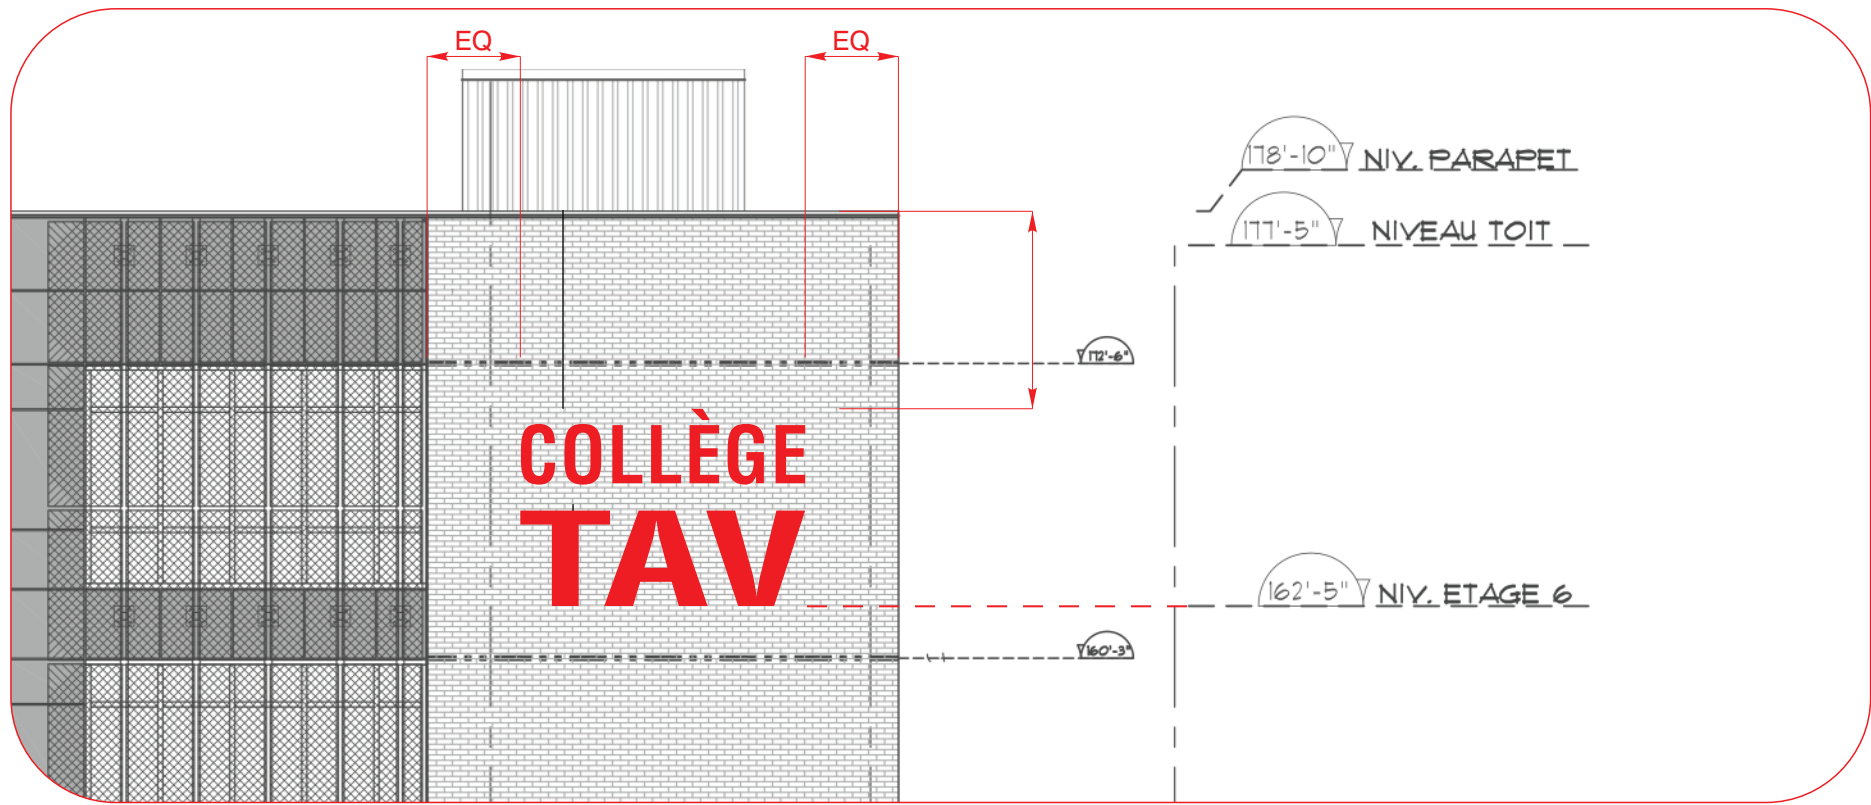 EQ EQ
178'-10" NIV. PARAPET
177'-5" NIVEAU TOIT
172'-6"
COLLÈGE
TAV
162'-5" NIV. ETAGE 6
160'-3"